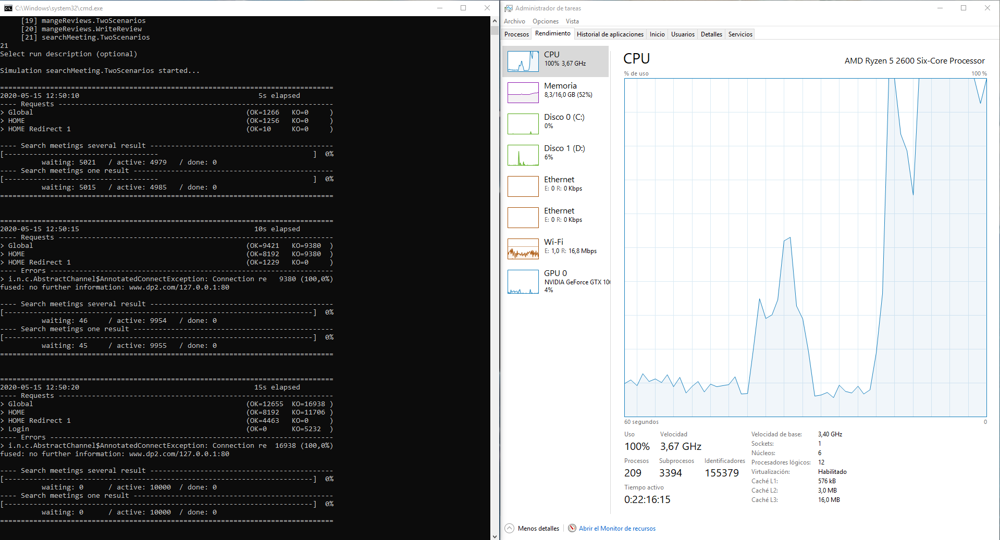 C:\Windows\system32\cmd.exe
[19] mangeReviews.TwoScenarios
[20] mangeReviews.WriteReview
[21] searchMeeting.TwoScenarios
21
Select run description (optional)
Simulation searchMeeting.TwoScenarios started...
================================================================================
2020-05-15 12:50:10                                           5s elapsed
---- Requests ------------------------------------------------------------------
> Global                                                   (OK=1266   KO=0     )
> HOME                                                     (OK=1256   KO=0     )
> HOME Redirect 1                                          (OK=10     KO=0     )
---- Search meetings several result --------------------------------------------
[-------------------------------------                                     ]  0%
          waiting: 5021   / active: 4979   / done: 0
---- Search meetings one result ------------------------------------------------
[-------------------------------------                                     ]  0%
          waiting: 5015   / active: 4985   / done: 0
================================================================================
================================================================================
2020-05-15 12:50:15                                          10s elapsed
---- Requests ------------------------------------------------------------------
> Global                                                   (OK=9421   KO=9380  )
> HOME                                                     (OK=8192   KO=9380  )
> HOME Redirect 1                                          (OK=1229   KO=0     )
---- Errors --------------------------------------------------------------------
> i.n.c.AbstractChannel$AnnotatedConnectException: Connection re   9380 (100,0%)
fused: no further information: www.dp2.com/127.0.0.1:80
---- Search meetings several result --------------------------------------------
[--------------------------------------------------------------------------]  0%
          waiting: 46     / active: 9954   / done: 0
---- Search meetings one result ------------------------------------------------
[--------------------------------------------------------------------------]  0%
          waiting: 45     / active: 9955   / done: 0
================================================================================
================================================================================
2020-05-15 12:50:20                                          15s elapsed
---- Requests ------------------------------------------------------------------
> Global                                                   (OK=12655  KO=16938 )
> HOME                                                     (OK=8192   KO=11706 )
> HOME Redirect 1                                          (OK=4463   KO=0     )
> Login                                                    (OK=0      KO=5232  )
---- Errors --------------------------------------------------------------------
> i.n.c.AbstractChannel$AnnotatedConnectException: Connection re  16938 (100,0%)
fused: no further information: www.dp2.com/127.0.0.1:80
---- Search meetings several result --------------------------------------------
[--------------------------------------------------------------------------]  0%
          waiting: 0      / active: 10000  / done: 0
---- Search meetings one result ------------------------------------------------
[--------------------------------------------------------------------------]  0%
          waiting: 0      / active: 10000  / done: 0
================================================================================
Administrador de tareas
Archivo Opciones Vista
Procesos Rendimiento Historial de aplicaciones Inicio Usuarios Detalles Servicios
CPU
100% 3,67 GHz
Memoria
8,3/16,0 GB (52%)
Disco 0 (C:)
0%
Disco 1 (D:)
6%
Ethernet
E: 0 R: 0 Kbps
Ethernet
E: 0 R: 0 Kbps
Wi-Fi
E: 1,0 R: 16,8 Mbps
GPU 0
NVIDIA GeForce GTX 10
4%
CPU AMD Ryzen 5 2600 Six-Core Processor
% de uso 100 %
60 segundos 0
Uso Velocidad
100% 3,67 GHz
Procesos Subprocesos Identificadores
209 3394 155379
Tiempo activo
0:22:16:15
Velocidad de base: 3,40 GHz
Sockets: 1
Núcleos: 6
Procesadores lógicos: 12
Virtualización: Habilitado
Caché L1: 576 kB
Caché L2: 3,0 MB
Caché L3: 16,0 MB
Menos detalles Abrir el Monitor de recursos